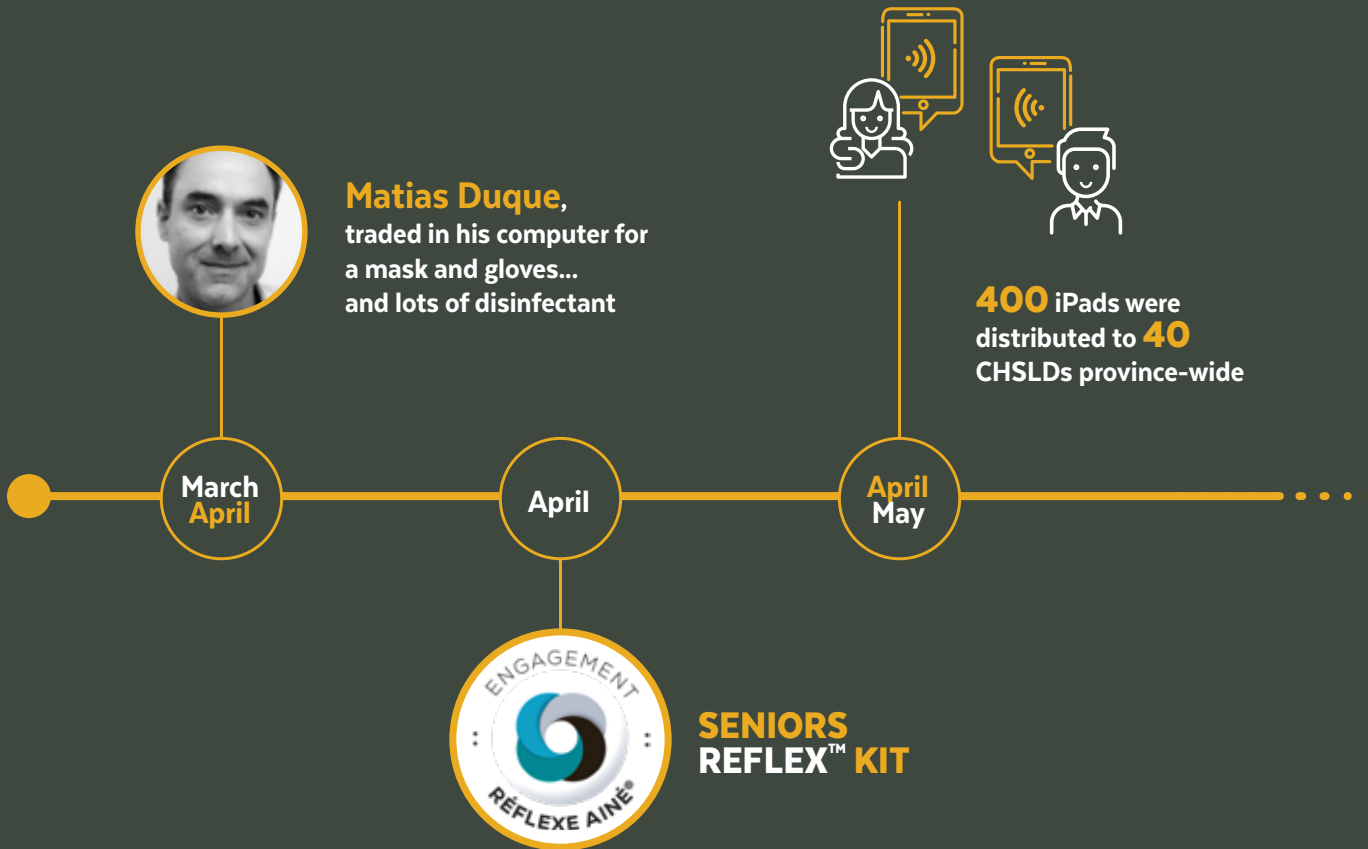 Matias Duque,
traded in his computer for
a mask and gloves...
and lots of disinfectant
400 iPads were
distributed to 40
CHSLDs province-wide
March
April
April
April
May
ENGAGEMENT
RÉFLEXE AINÉ®
SENIORS
REFLEX™ KIT